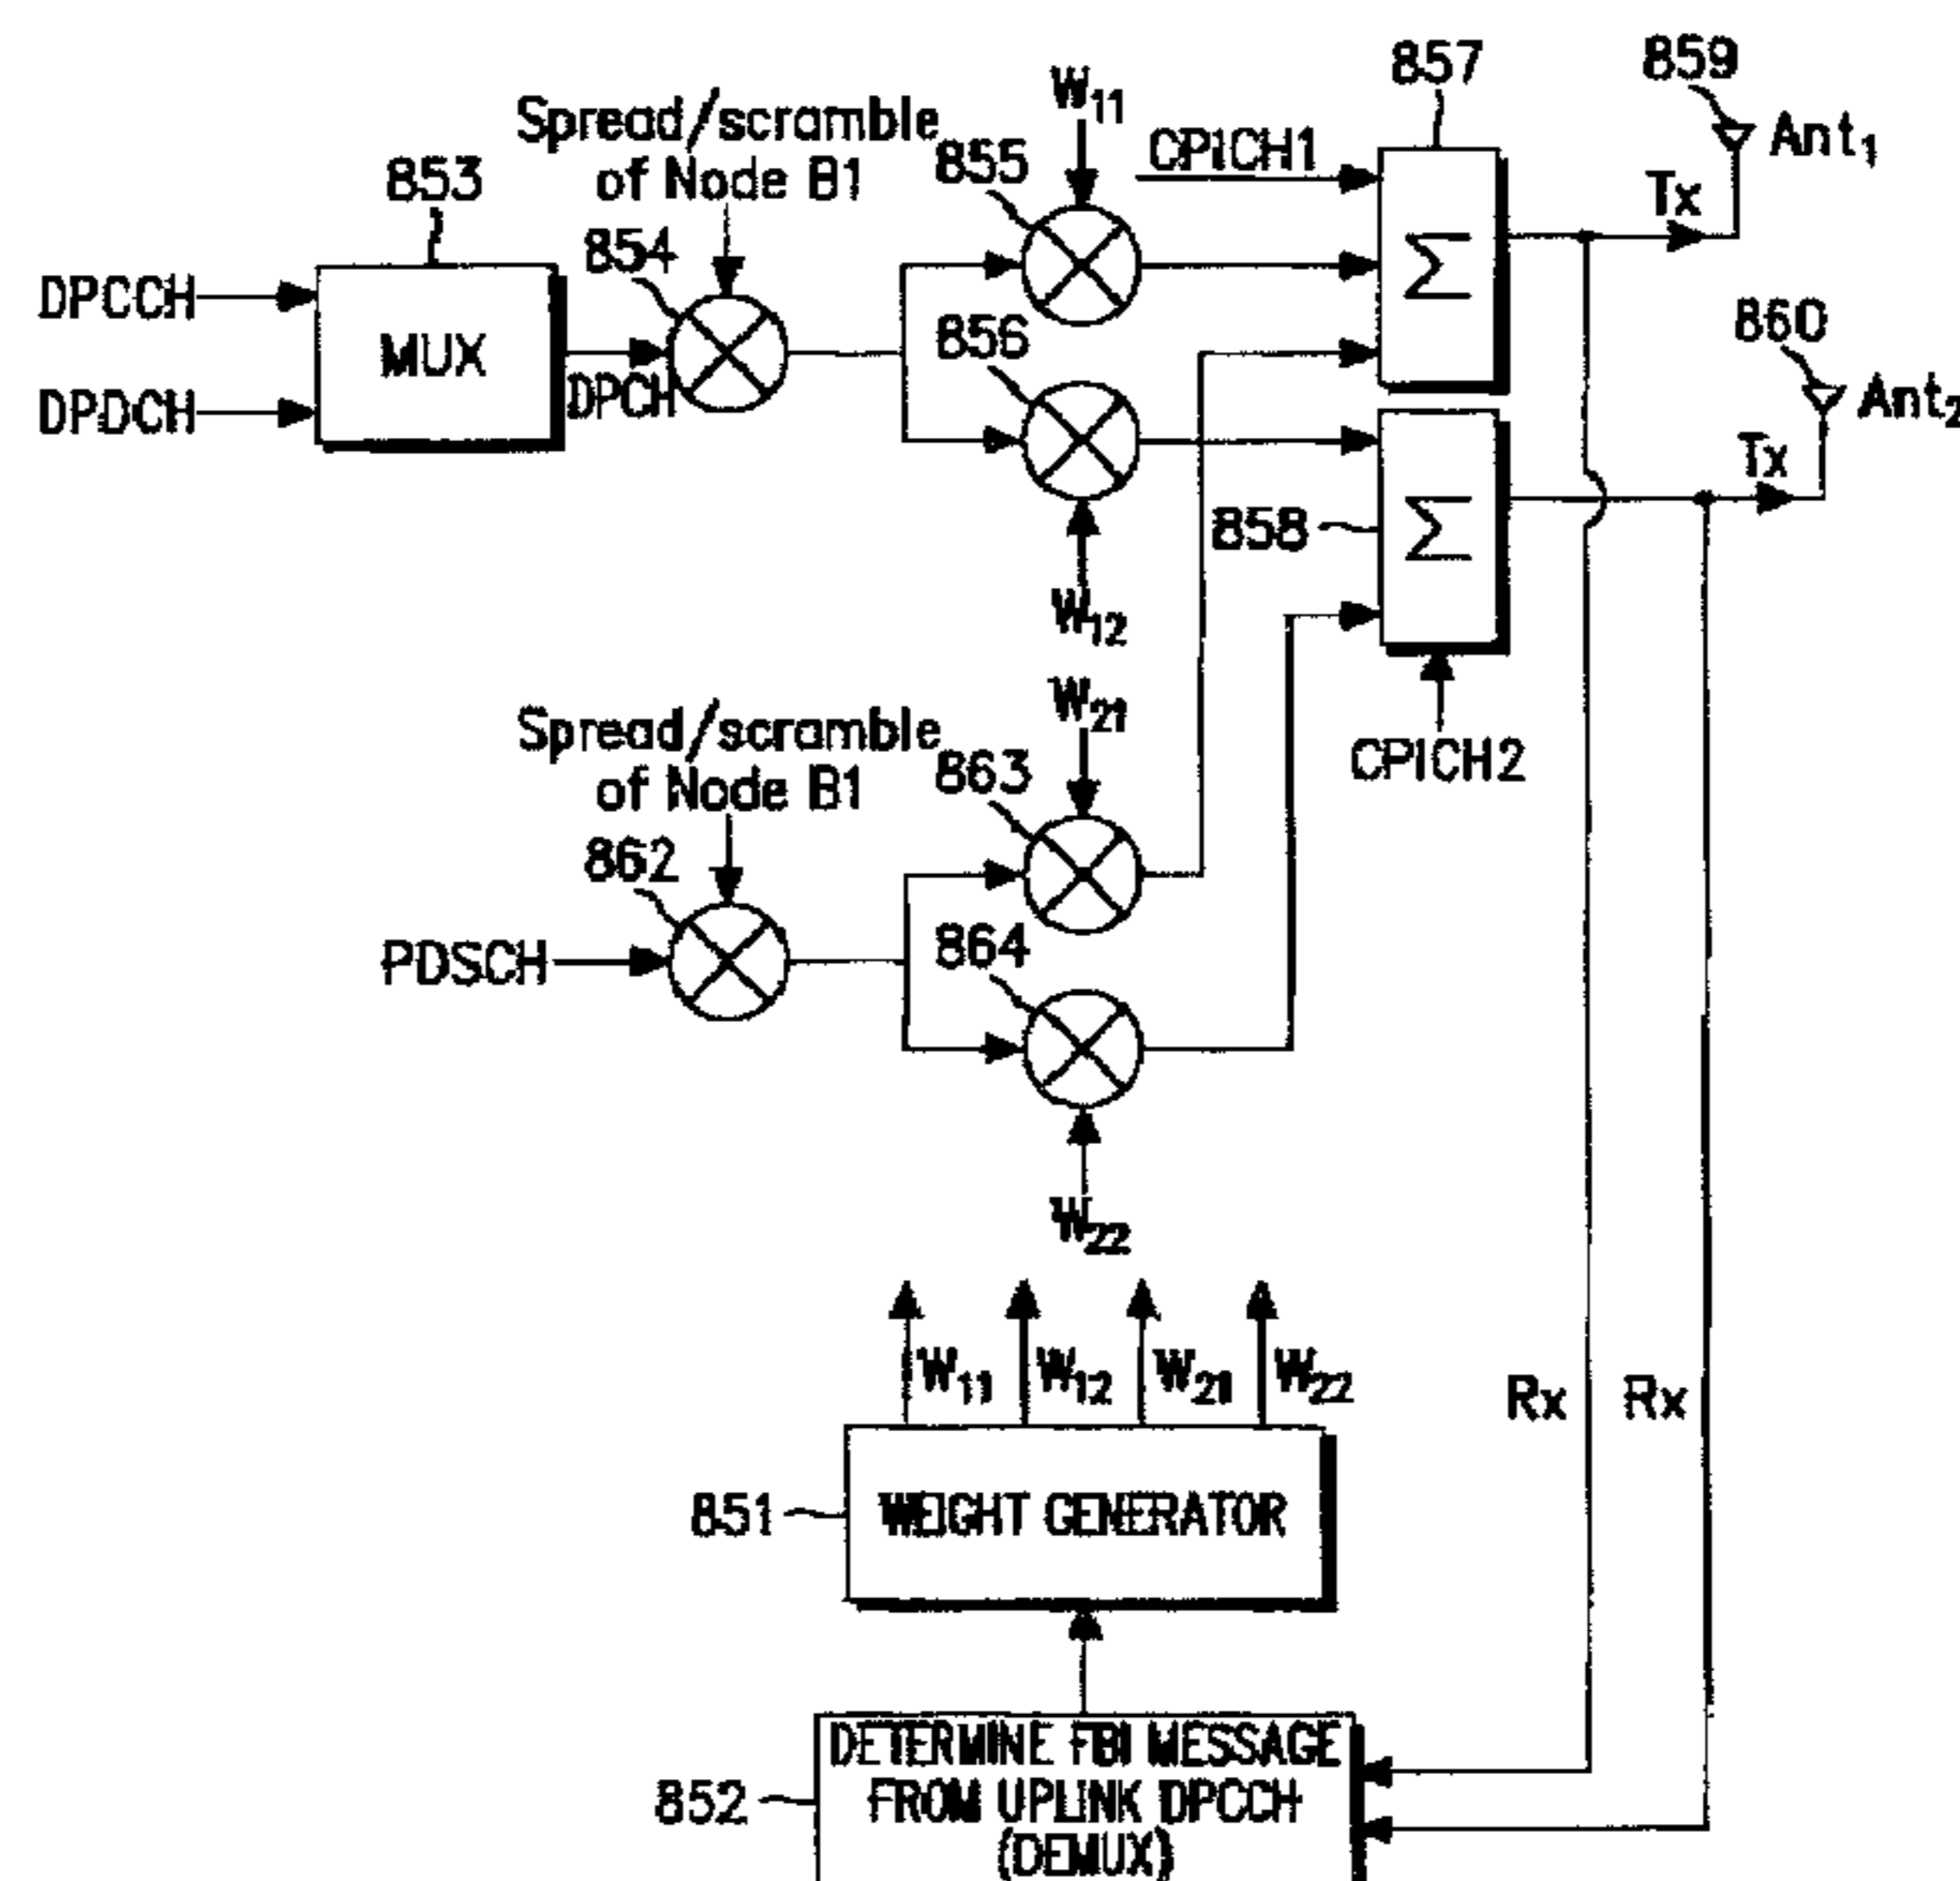 857
859
W11
Spread/scramble
of Node B1
855
CPICH1
Ant1
853
Tx
854
DPCCH
856
860
MUX
DPCH
Σ
DPDCH
Ant2
Tx
858
Σ
W12
W21
Spread/scramble
of Node B1
863
CPICH2
862
864
PDSCH
W22
W11 W12 W21 W22
Rx Rx
851
WEIGHT GENERATOR
852
DETERMINE FBI MESSAGE
FROM UPLINK DPCCH
(DEMUX)